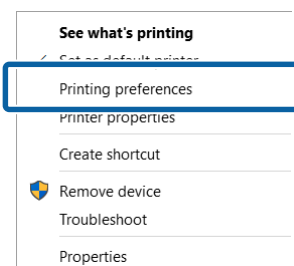 See what's printing
Set as default printer
Printing preferences
Printer properties
Create shortcut
Remove device
Troubleshoot
Properties